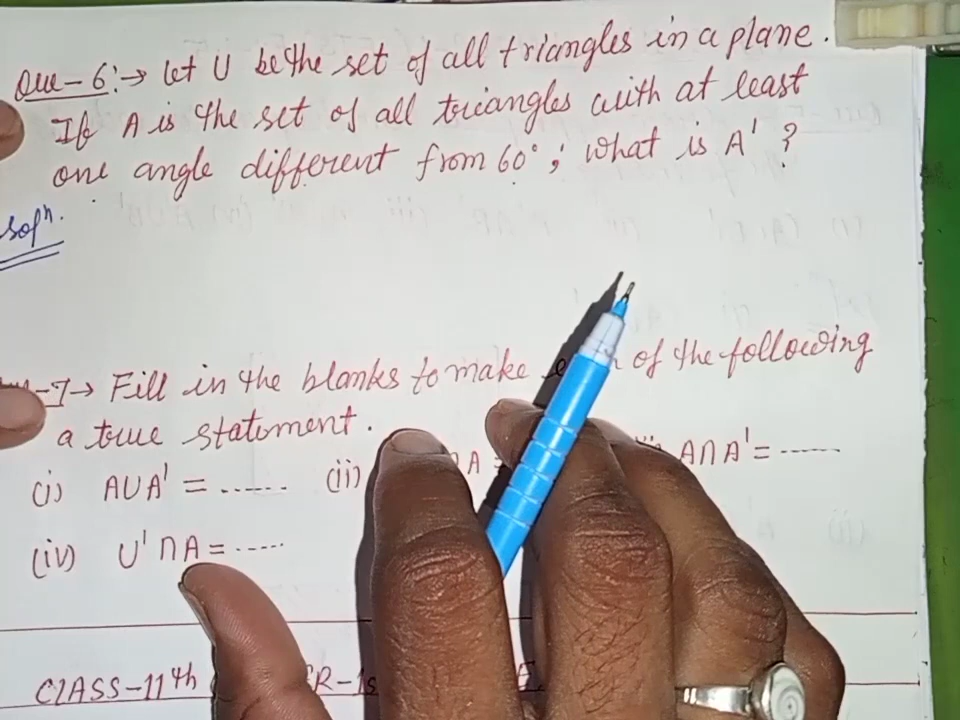 Que-6:→ Let U be the set of all triangles in a plane.
If A is the set of all triangles with at least
one angle different from 60°; what is A' ?
Solⁿ.
-7→ Fill in the blanks to make of the following
a true statement.
(i) A∪A' = ...... (ii) ∩A = A∩A' = ......
(iv) U'∩A= .....
CLASS-11th